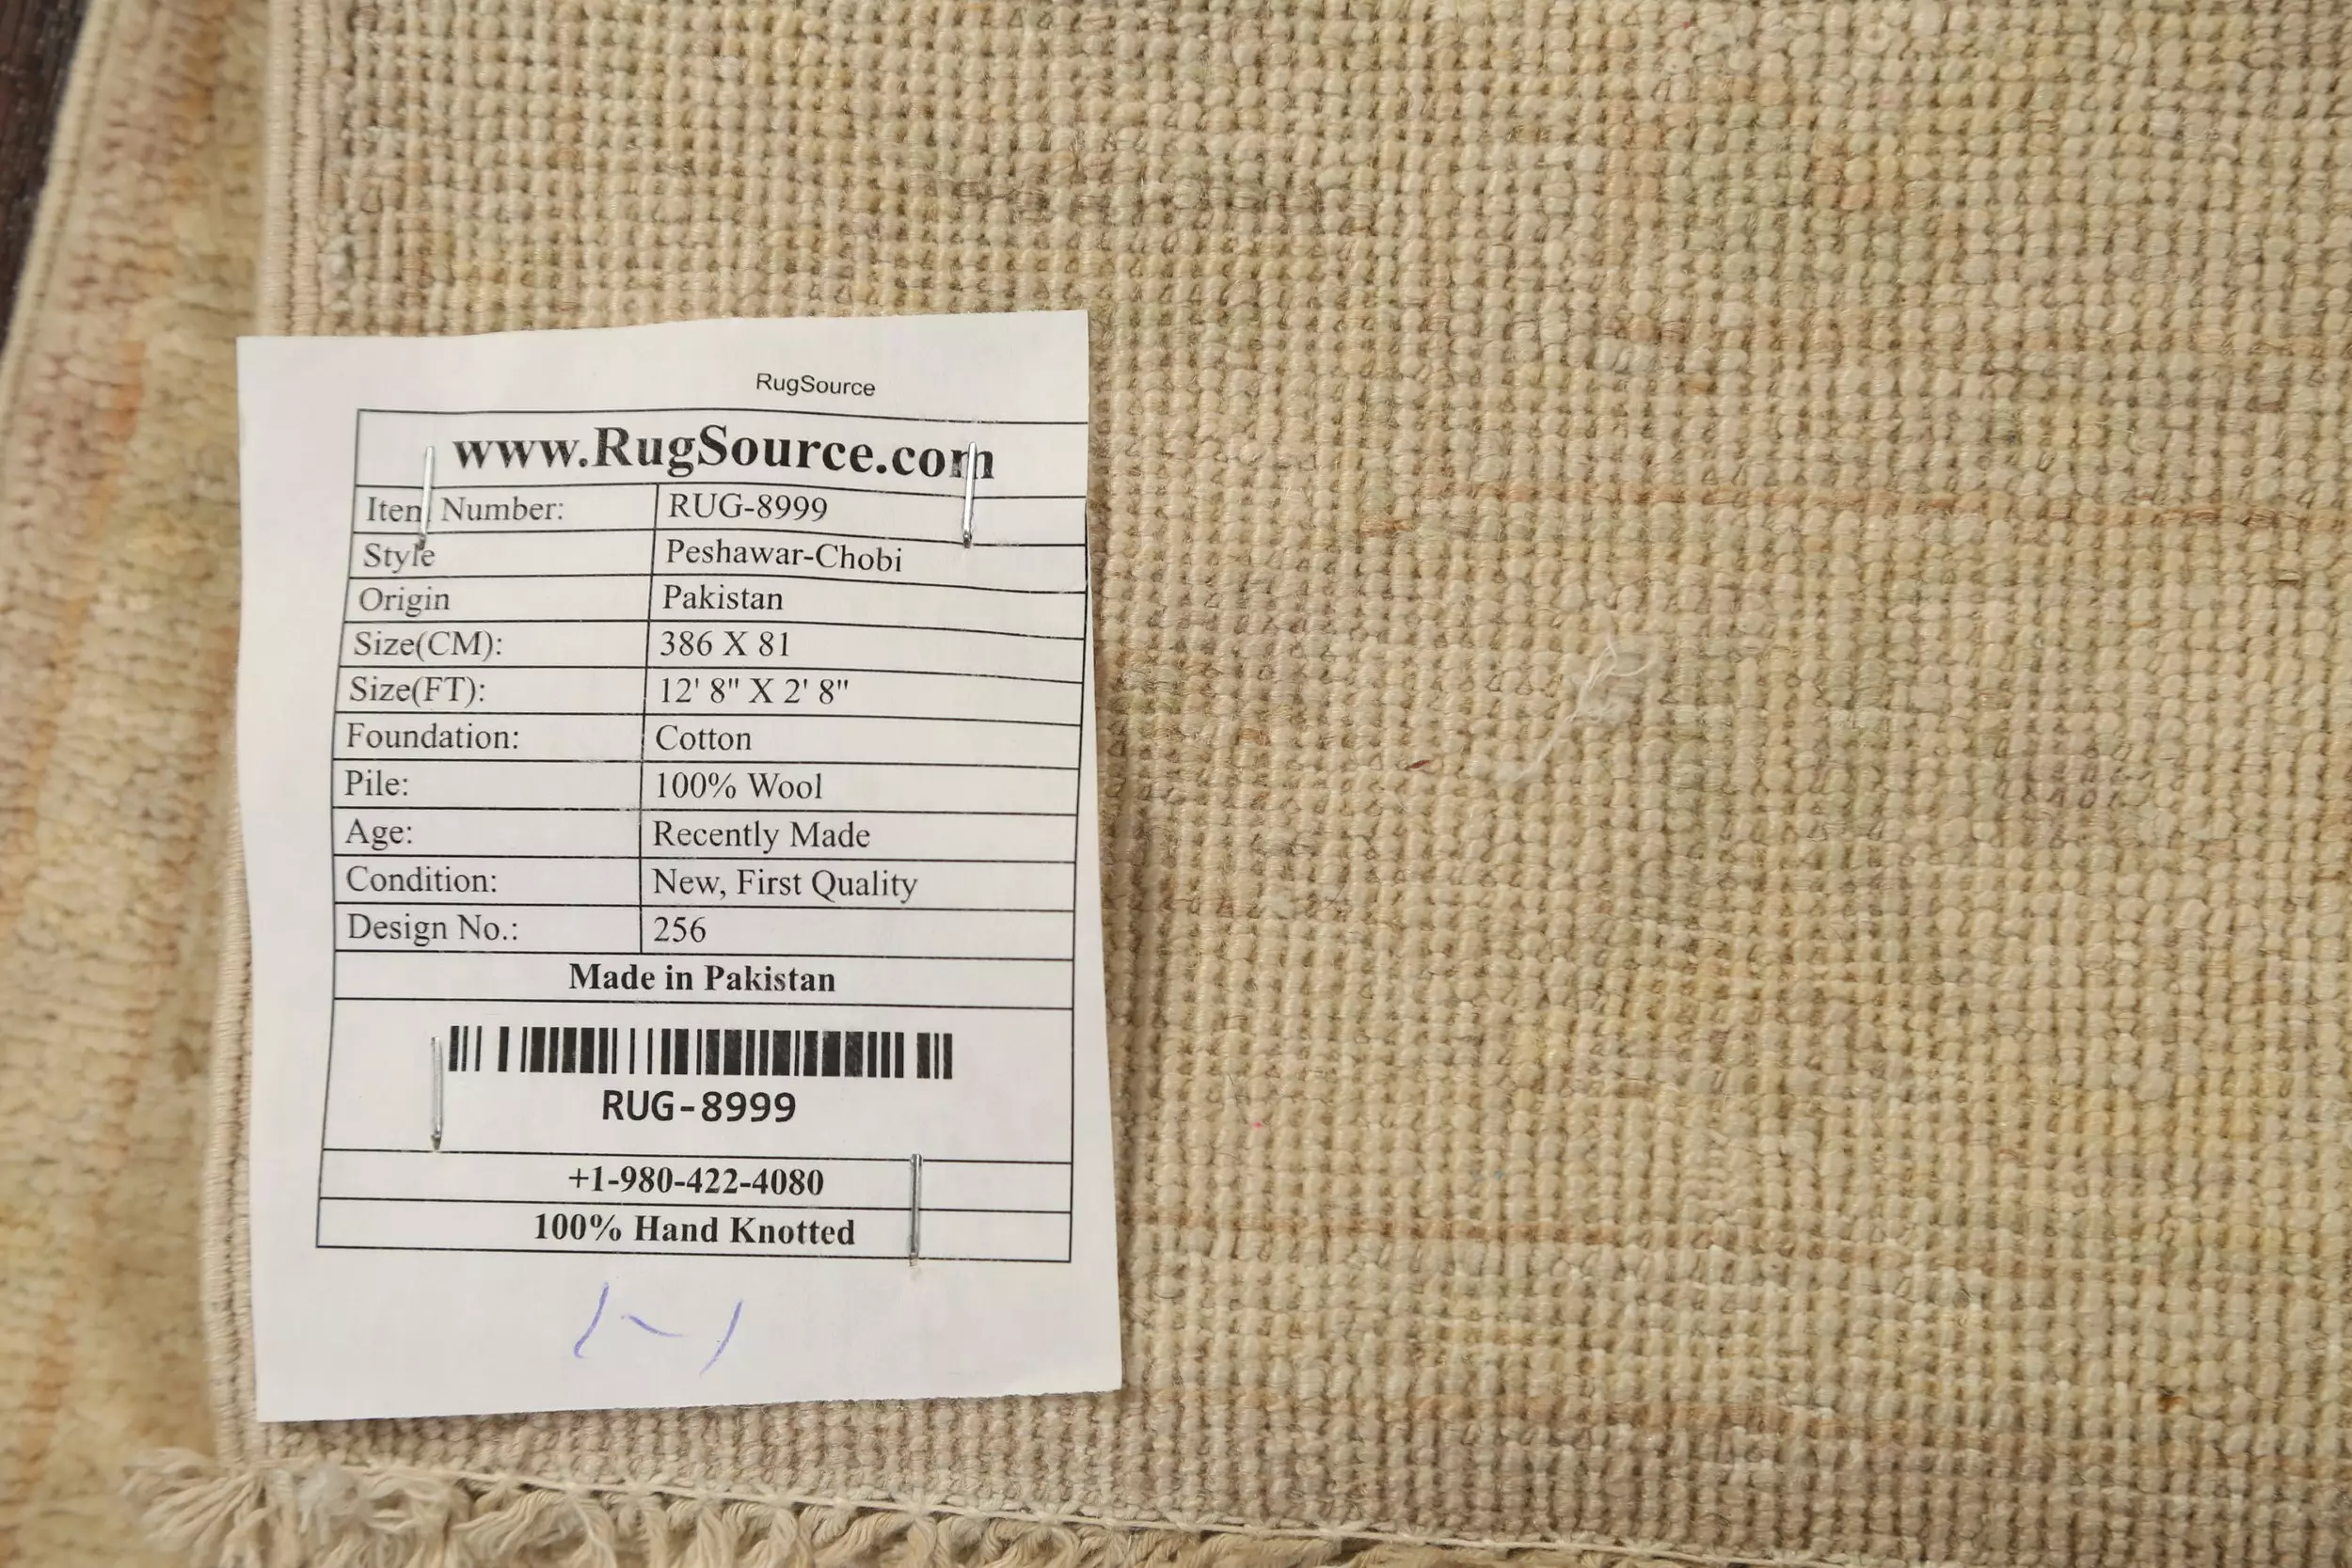 RugSource
www.RugSource.com
Item Number: RUG-8999
Style Peshawar-Chobi
Origin Pakistan
Size(CM): 386 X 81
Size(FT): 12' 8" X 2' 8"
Foundation: Cotton
Pile: 100% Wool
Age: Recently Made
Condition: New, First Quality
Design No.: 256
Made in Pakistan
RUG-8999
+1-980-422-4080
100% Hand Knotted